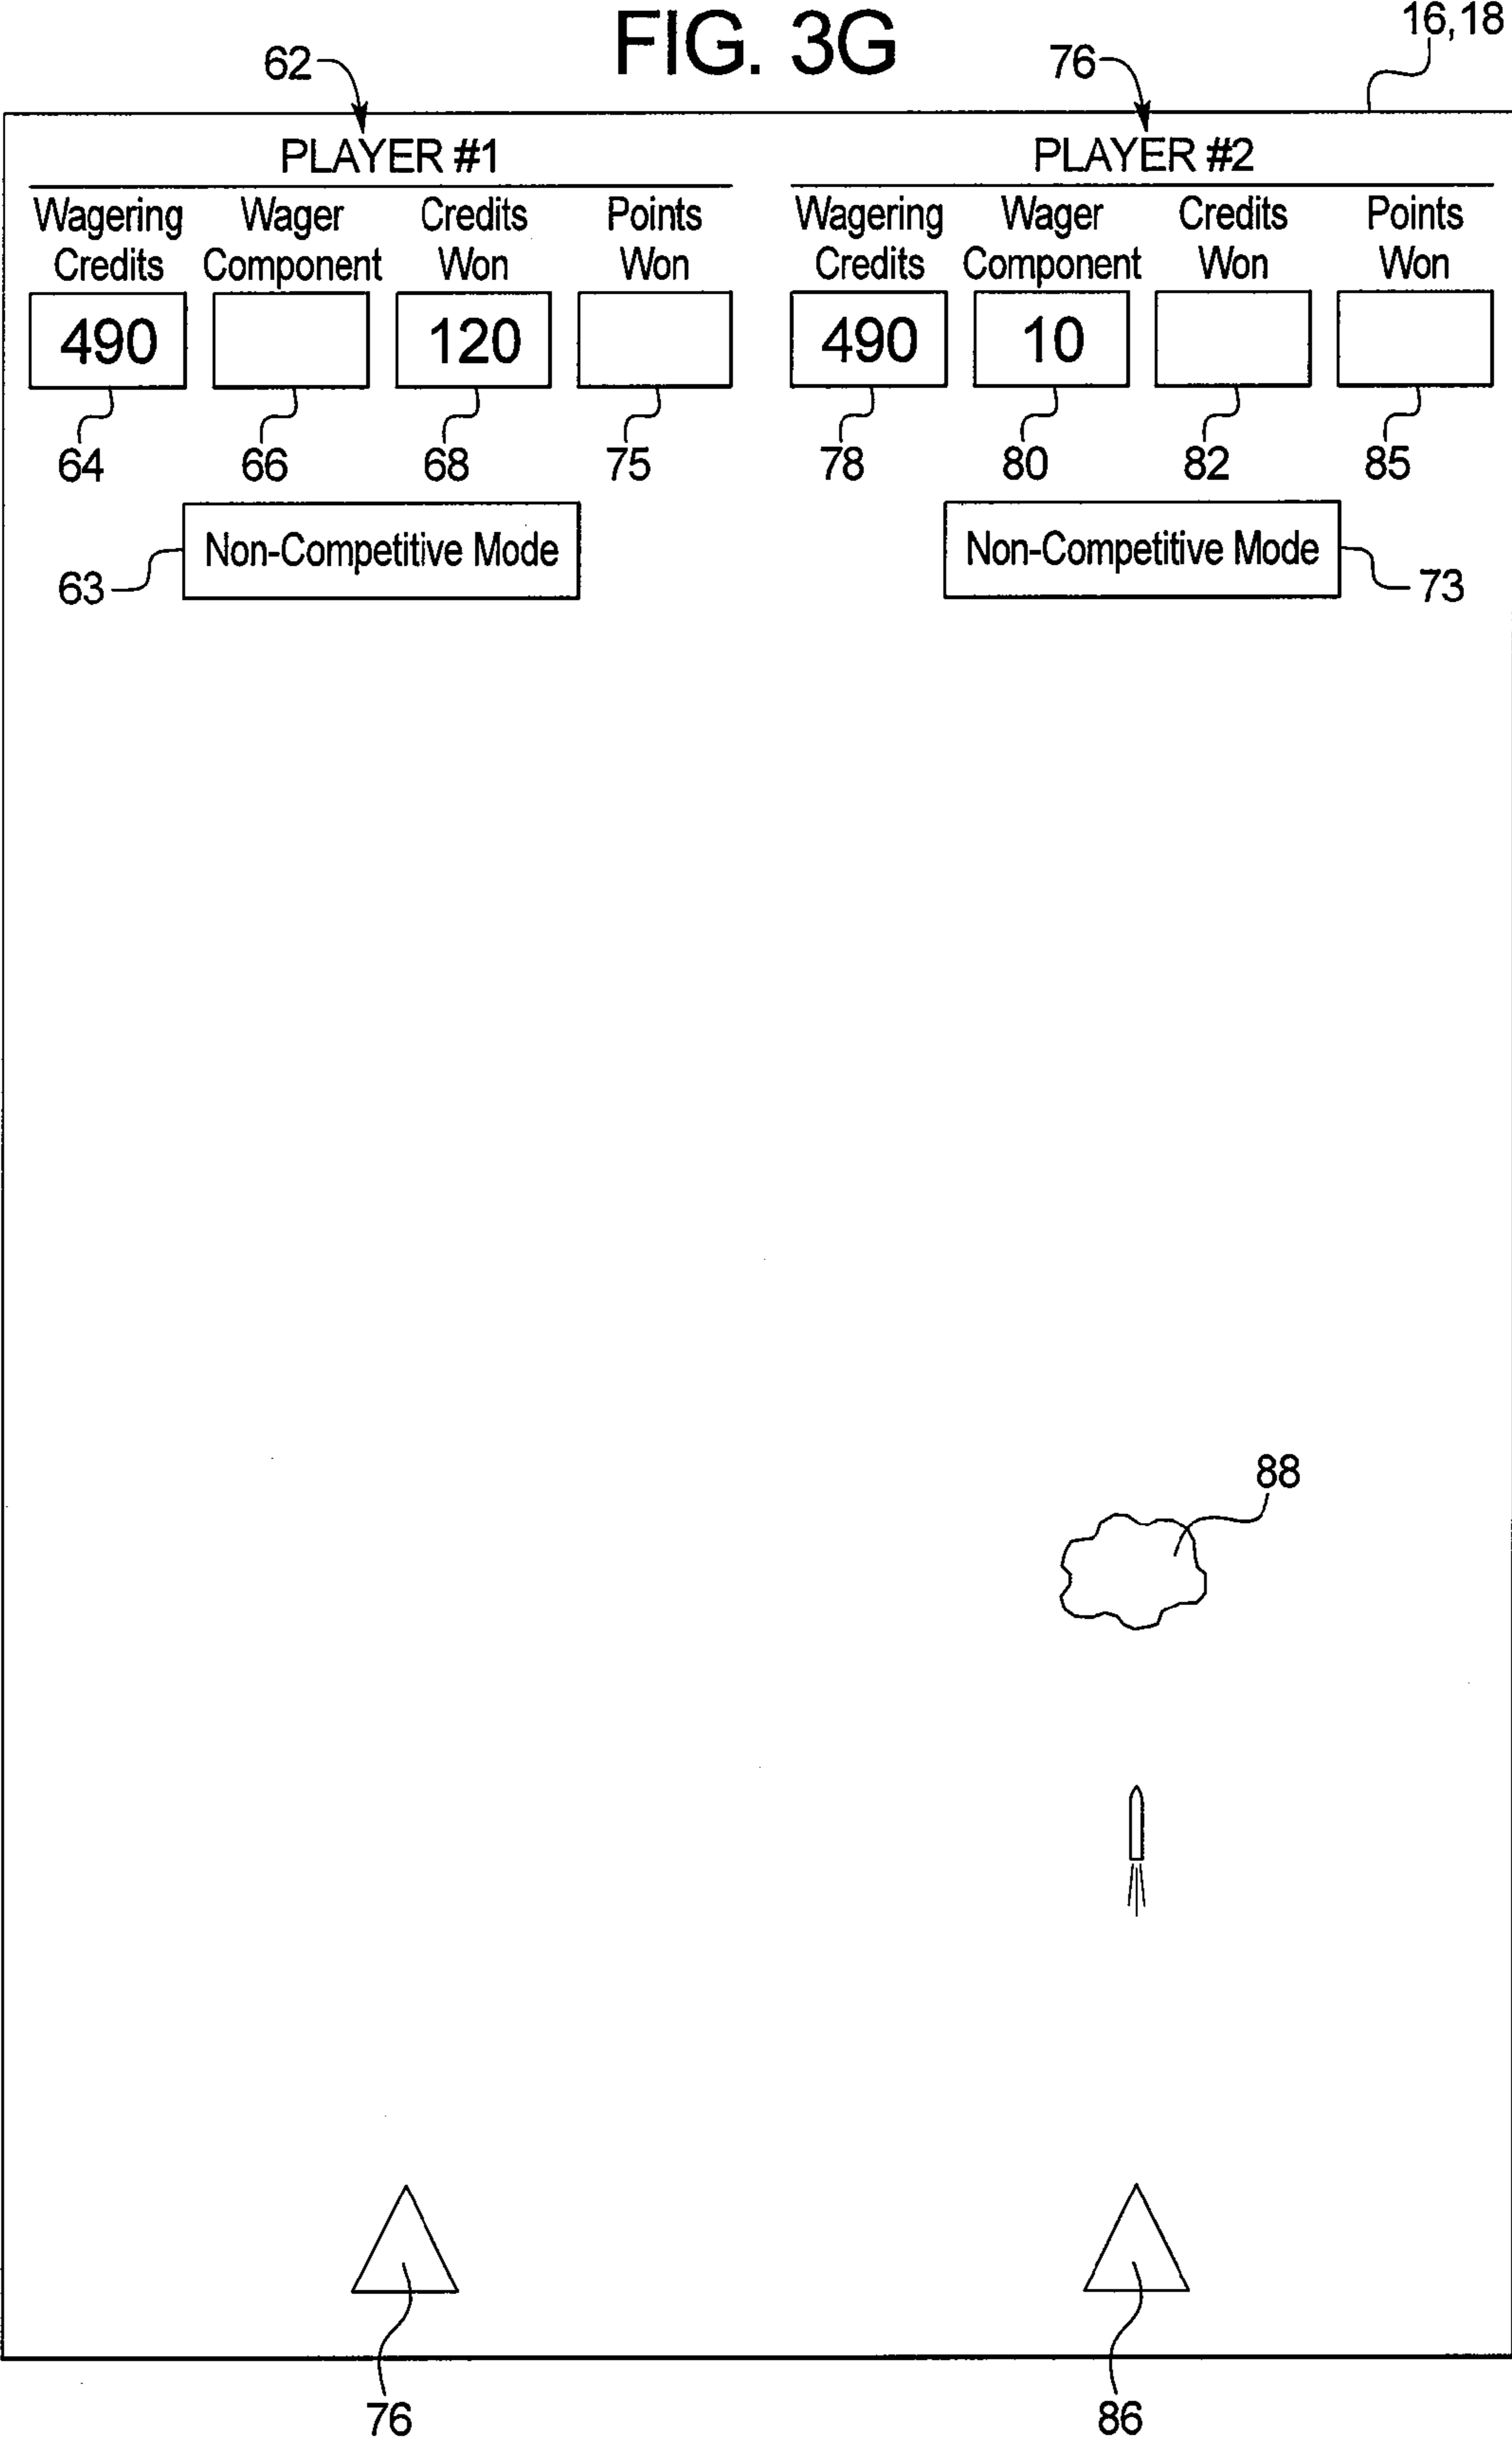 FIG. 3G
16,18
62
76
PLAYER #1
PLAYER #2
Wagering Credits
Wager Component
Credits Won
Points Won
Wagering Credits
Wager Component
Credits Won
Points Won
490
120
490
10
64
66
68
75
78
80
82
85
Non-Competitive Mode
Non-Competitive Mode
63
73
88
76
86